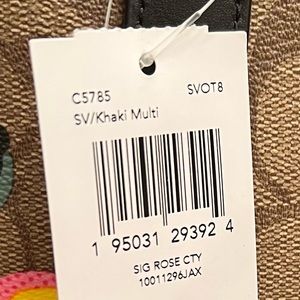 C5785 SVOT8
SV/Khaki Multi
1 95031 29392 4
SIG ROSE CTY
10011296JAX